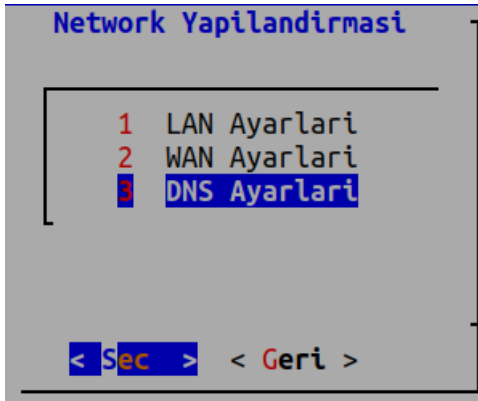 Network Yapilandirmasi
1 LAN Ayarlari
2 WAN Ayarlari
3 DNS Ayarlari
< Sec > < Geri >